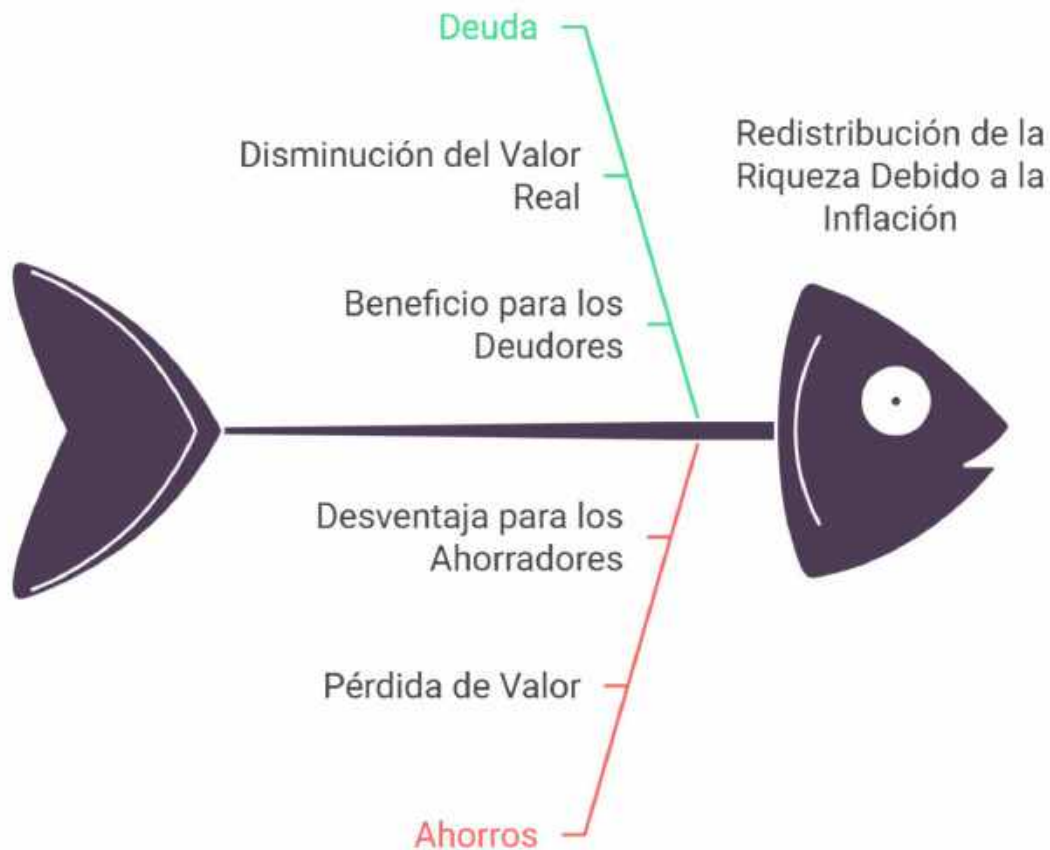 Deuda
Disminución del Valor
Real
Beneficio para los
Deudores
Redistribución de la
Riqueza Debido a la
Inflación
Desventaja para los
Ahorradores
Pérdida de Valor
Ahorros